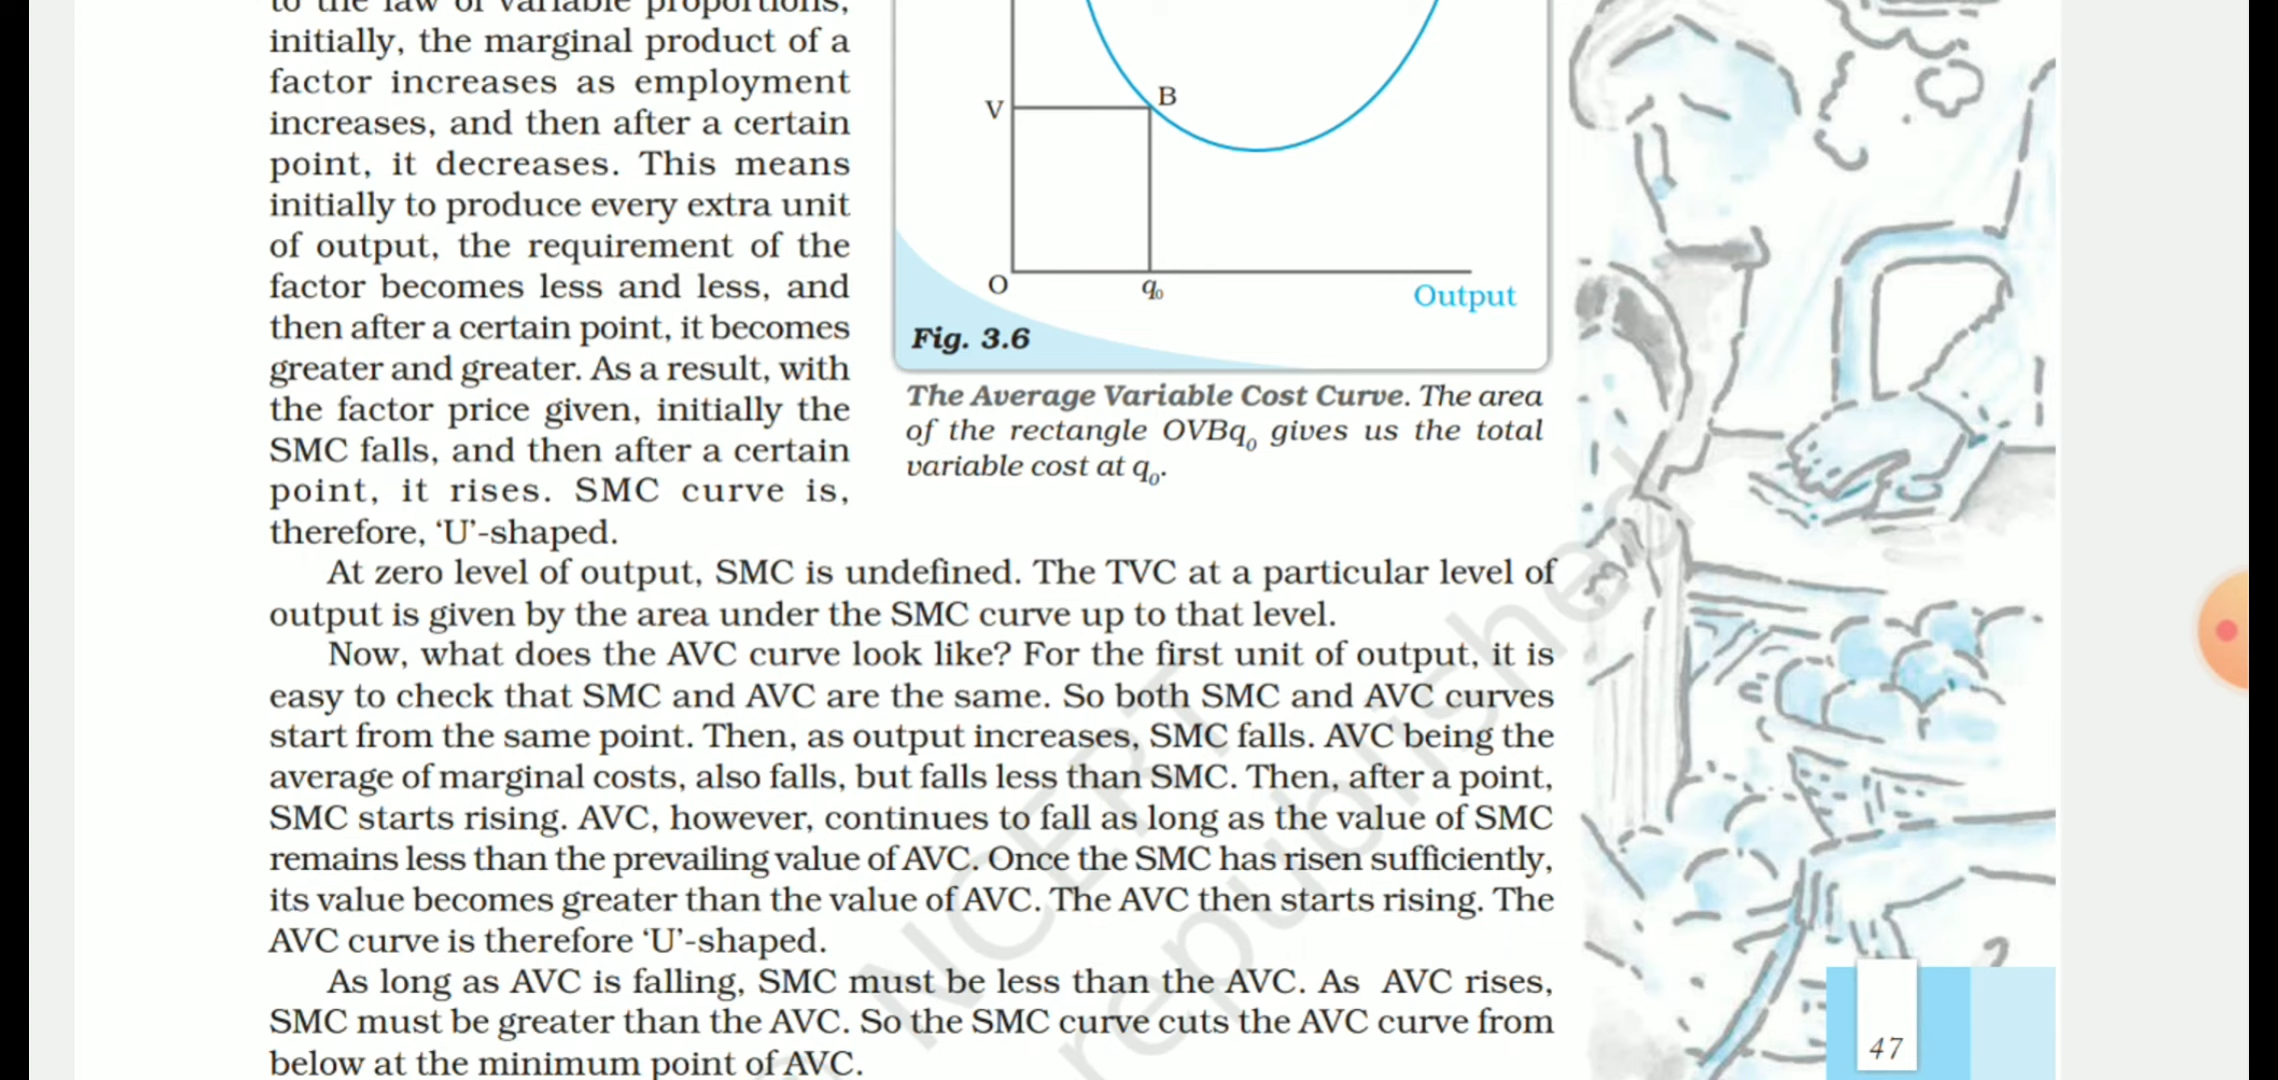 to the law of variable proportions,
initially, the marginal product of a
factor increases as employment
increases, and then after a certain
point, it decreases. This means
initially to produce every extra unit
of output, the requirement of the
factor becomes less and less, and
then after a certain point, it becomes
greater and greater. As a result, with
the factor price given, initially the
SMC falls, and then after a certain
point, it rises. SMC curve is,
therefore, ‘U’-shaped.
V
B
O
q₀
Output
Fig. 3.6
The Average Variable Cost Curve. The area
of the rectangle OVBq₀ gives us the total
variable cost at q₀.
At zero level of output, SMC is undefined. The TVC at a particular level of
output is given by the area under the SMC curve up to that level.
Now, what does the AVC curve look like? For the first unit of output, it is
easy to check that SMC and AVC are the same. So both SMC and AVC curves
start from the same point. Then, as output increases, SMC falls. AVC being the
average of marginal costs, also falls, but falls less than SMC. Then, after a point,
SMC starts rising. AVC, however, continues to fall as long as the value of SMC
remains less than the prevailing value of AVC. Once the SMC has risen sufficiently,
its value becomes greater than the value of AVC. The AVC then starts rising. The
AVC curve is therefore ‘U’-shaped.
As long as AVC is falling, SMC must be less than the AVC. As AVC rises,
SMC must be greater than the AVC. So the SMC curve cuts the AVC curve from
below at the minimum point of AVC.
NCERT
republished
47